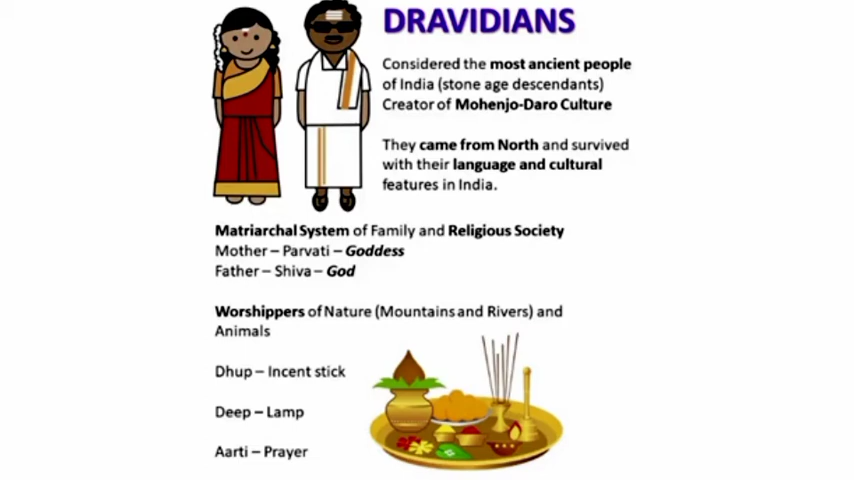 DRAVIDIANS
Considered the most ancient people
of India (stone age descendants)
Creator of Mohenjo-Daro Culture
They came from North and survived
with their language and cultural
features in India.
Matriarchal System of Family and Religious Society
Mother – Parvati – Goddess
Father – Shiva – God
Worshippers of Nature (Mountains and Rivers) and
Animals
Dhup – Incent stick
Deep – Lamp
Aarti – Prayer